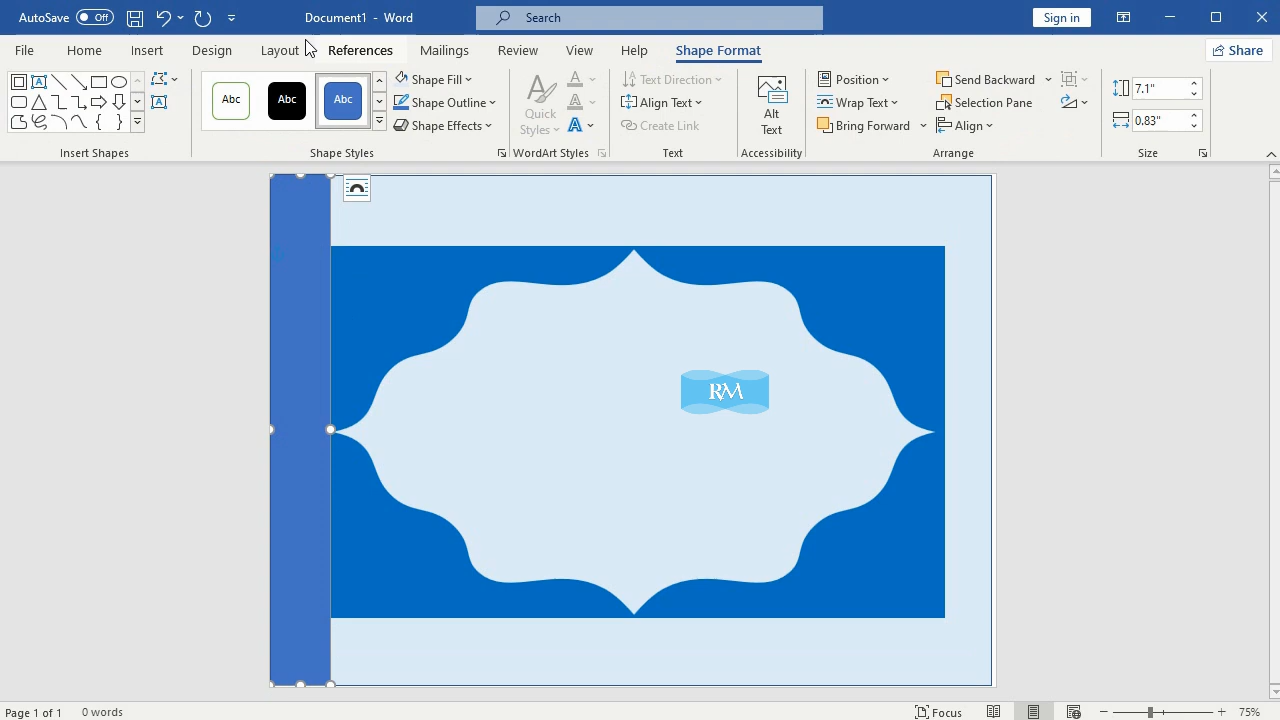 AutoSave Off Document1 - Word Search Sign in
File Home Insert Design Layout References Mailings Review View Help Shape Format Share
Abc Abc Abc
Shape Fill
Shape Outline
Shape Effects
Quick Styles
Text Direction
Align Text
Create Link
Alt Text
Position
Wrap Text
Bring Forward
Send Backward
Selection Pane
Align
7.1"
0.83"
Insert Shapes Shape Styles WordArt Styles Text Accessibility Arrange Size
RM
Page 1 of 1 0 words Focus 75%